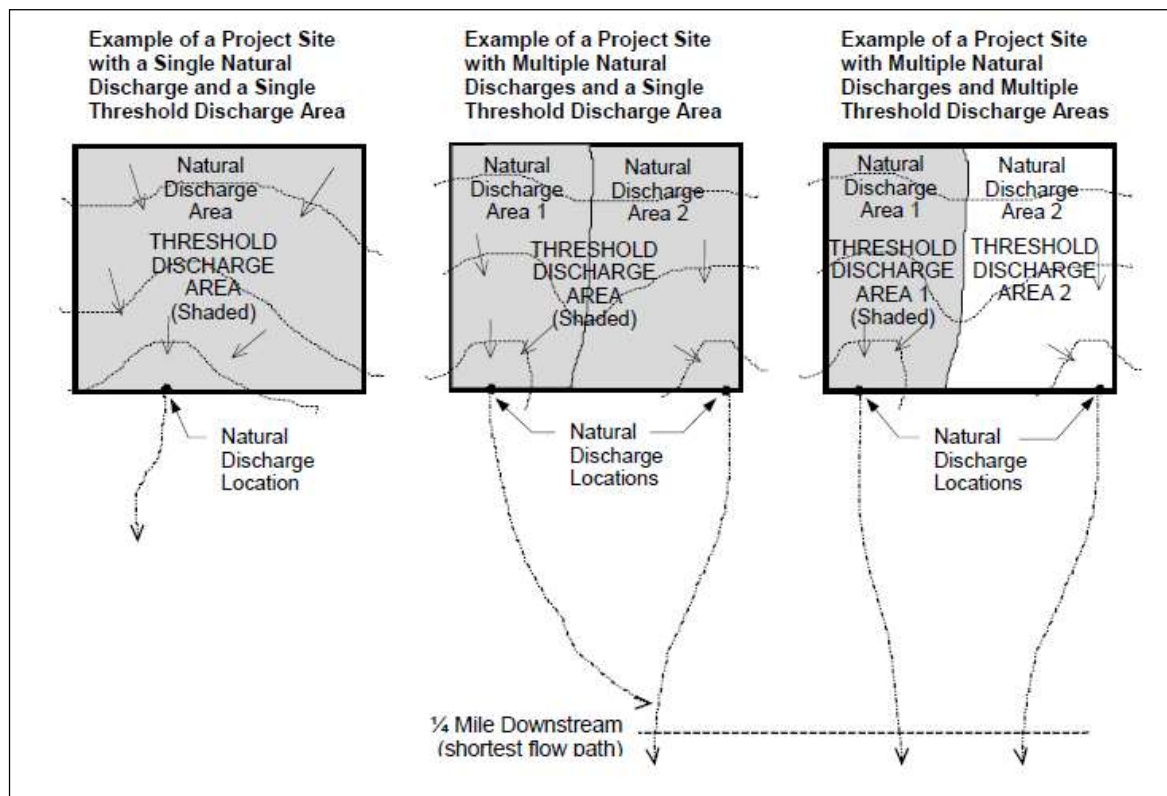 Example of a Project Site
with a Single Natural
Discharge and a Single
Threshold Discharge Area
Natural
Discharge
Area
THRESHOLD
DISCHARGE
AREA
(Shaded)
Natural
Discharge
Location
Example of a Project Site
with Multiple Natural
Discharges and a Single
Threshold Discharge Area
Natural
Discharge
Area 1
Natural
Discharge
Area 2
THRESHOLD
DISCHARGE
AREA
(Shaded)
Natural
Discharge
Locations
Example of a Project Site
with Multiple Natural
Discharges and Multiple
Threshold Discharge Areas
Natural
Discharge
Area 1
Natural
Discharge
Area 2
THRESHOLD
DISCHARGE
AREA 1
(Shaded)
THRESHOLD
DISCHARGE
AREA 2
Natural
Discharge
Locations
¼ Mile Downstream
(shortest flow path)